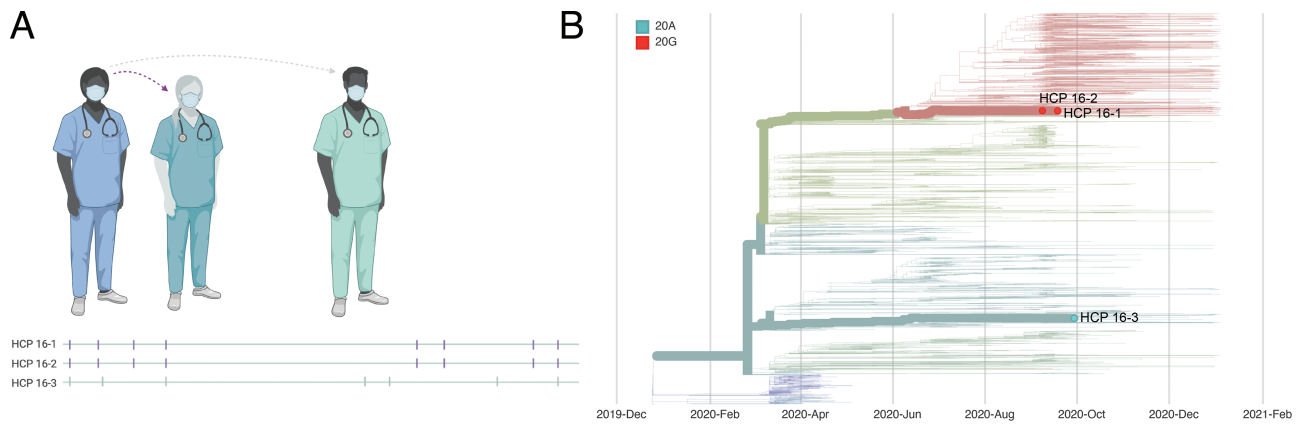 A
HCP 16-1
HCP 16-2
HCP 16-3
B
20A
20G
HCP 16-2
HCP 16-1
HCP 16-3
2019-Dec 2020-Feb 2020-Apr 2020-Jun 2020-Aug 2020-Oct 2020-Dec 2021-Feb